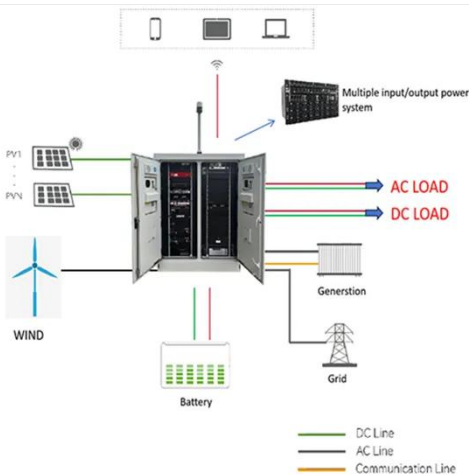 Multiple input/output power
system
PV1
PVN
AC LOAD
DC LOAD
WIND
Generstion
Battery
Grid
DC Line
AC Line
Communication Line